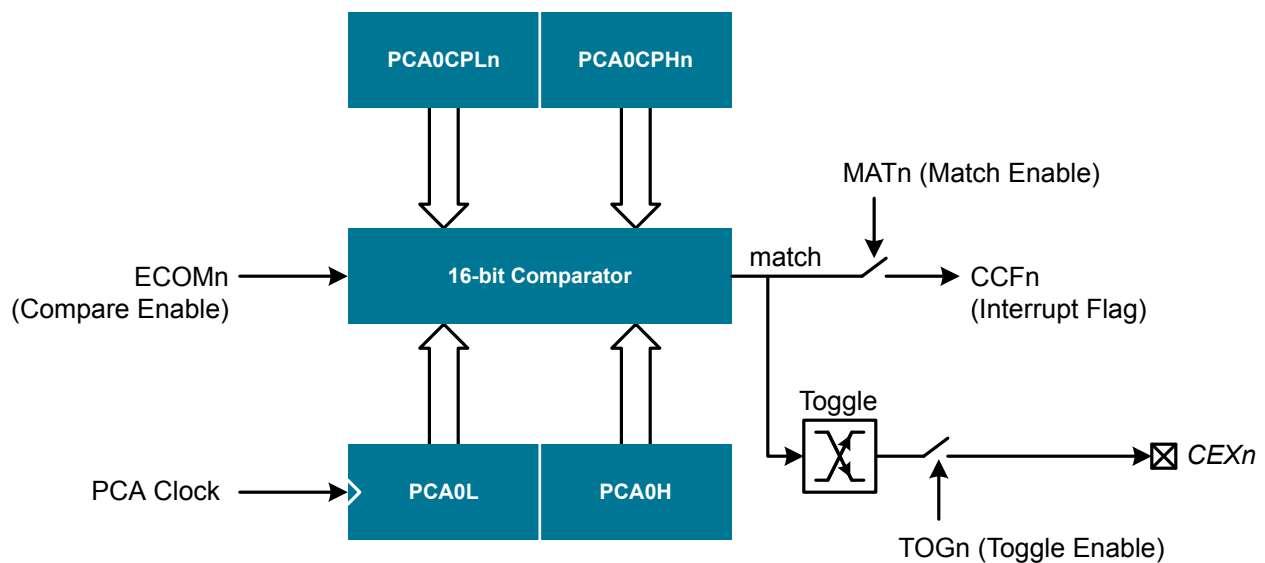 PCA0CPLn
PCA0CPHn
MATn (Match Enable)
ECOMn
(Compare Enable)
16-bit Comparator
match
CCFn
(Interrupt Flag)
Toggle
CEXn
PCA Clock
PCA0L
PCA0H
TOGn (Toggle Enable)